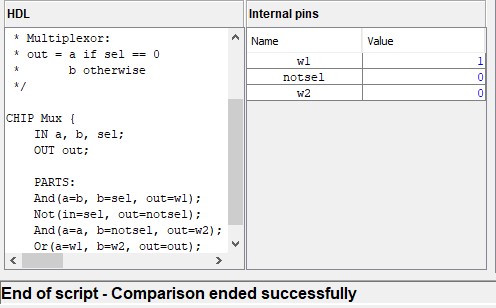 HDL
* Multiplexor:
* out = a if sel == 0
* b otherwise
*/
CHIP Mux {
IN a, b, sel;
OUT out;
PARTS:
And(a=b, b=sel, out=w1);
Not(in=sel, out=notsel);
And(a=a, b=notsel, out=w2);
Or(a=w1, b=w2, out=out);
Internal pins
Name Value
w1 1
notsel 0
w2 0
End of script - Comparison ended successfully